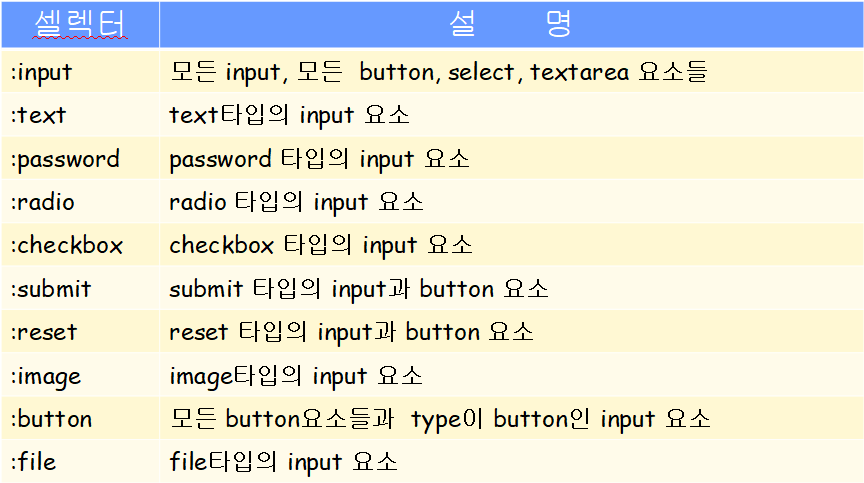 셀렉터 설 명
:input 모든 input, 모든 button, select, textarea 요소들
:text text타입의 input 요소
:password password 타입의 input 요소
:radio radio 타입의 input 요소
:checkbox checkbox 타입의 input 요소
:submit submit 타입의 input과 button 요소
:reset reset 타입의 input과 button 요소
:image image타입의 input 요소
:button 모든 button요소들과 type이 button인 input 요소
:file file타입의 input 요소